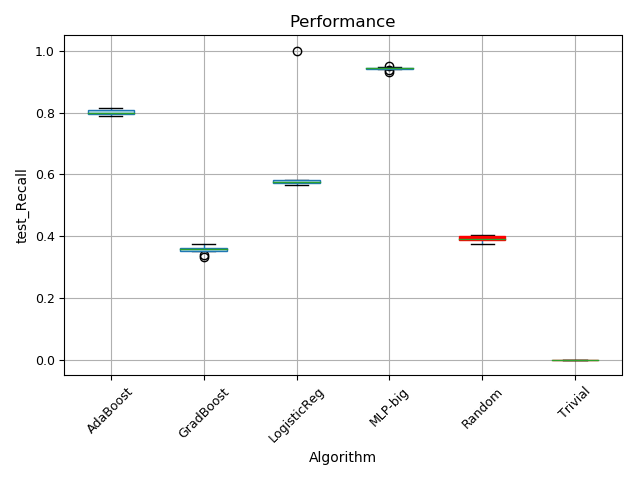 Performance
1.0
0.8
0.6
0.4
0.2
0.0
test_Recall
AdaBoost
GradBoost
LogisticReg
MLP-big
Random
Trivial
Algorithm